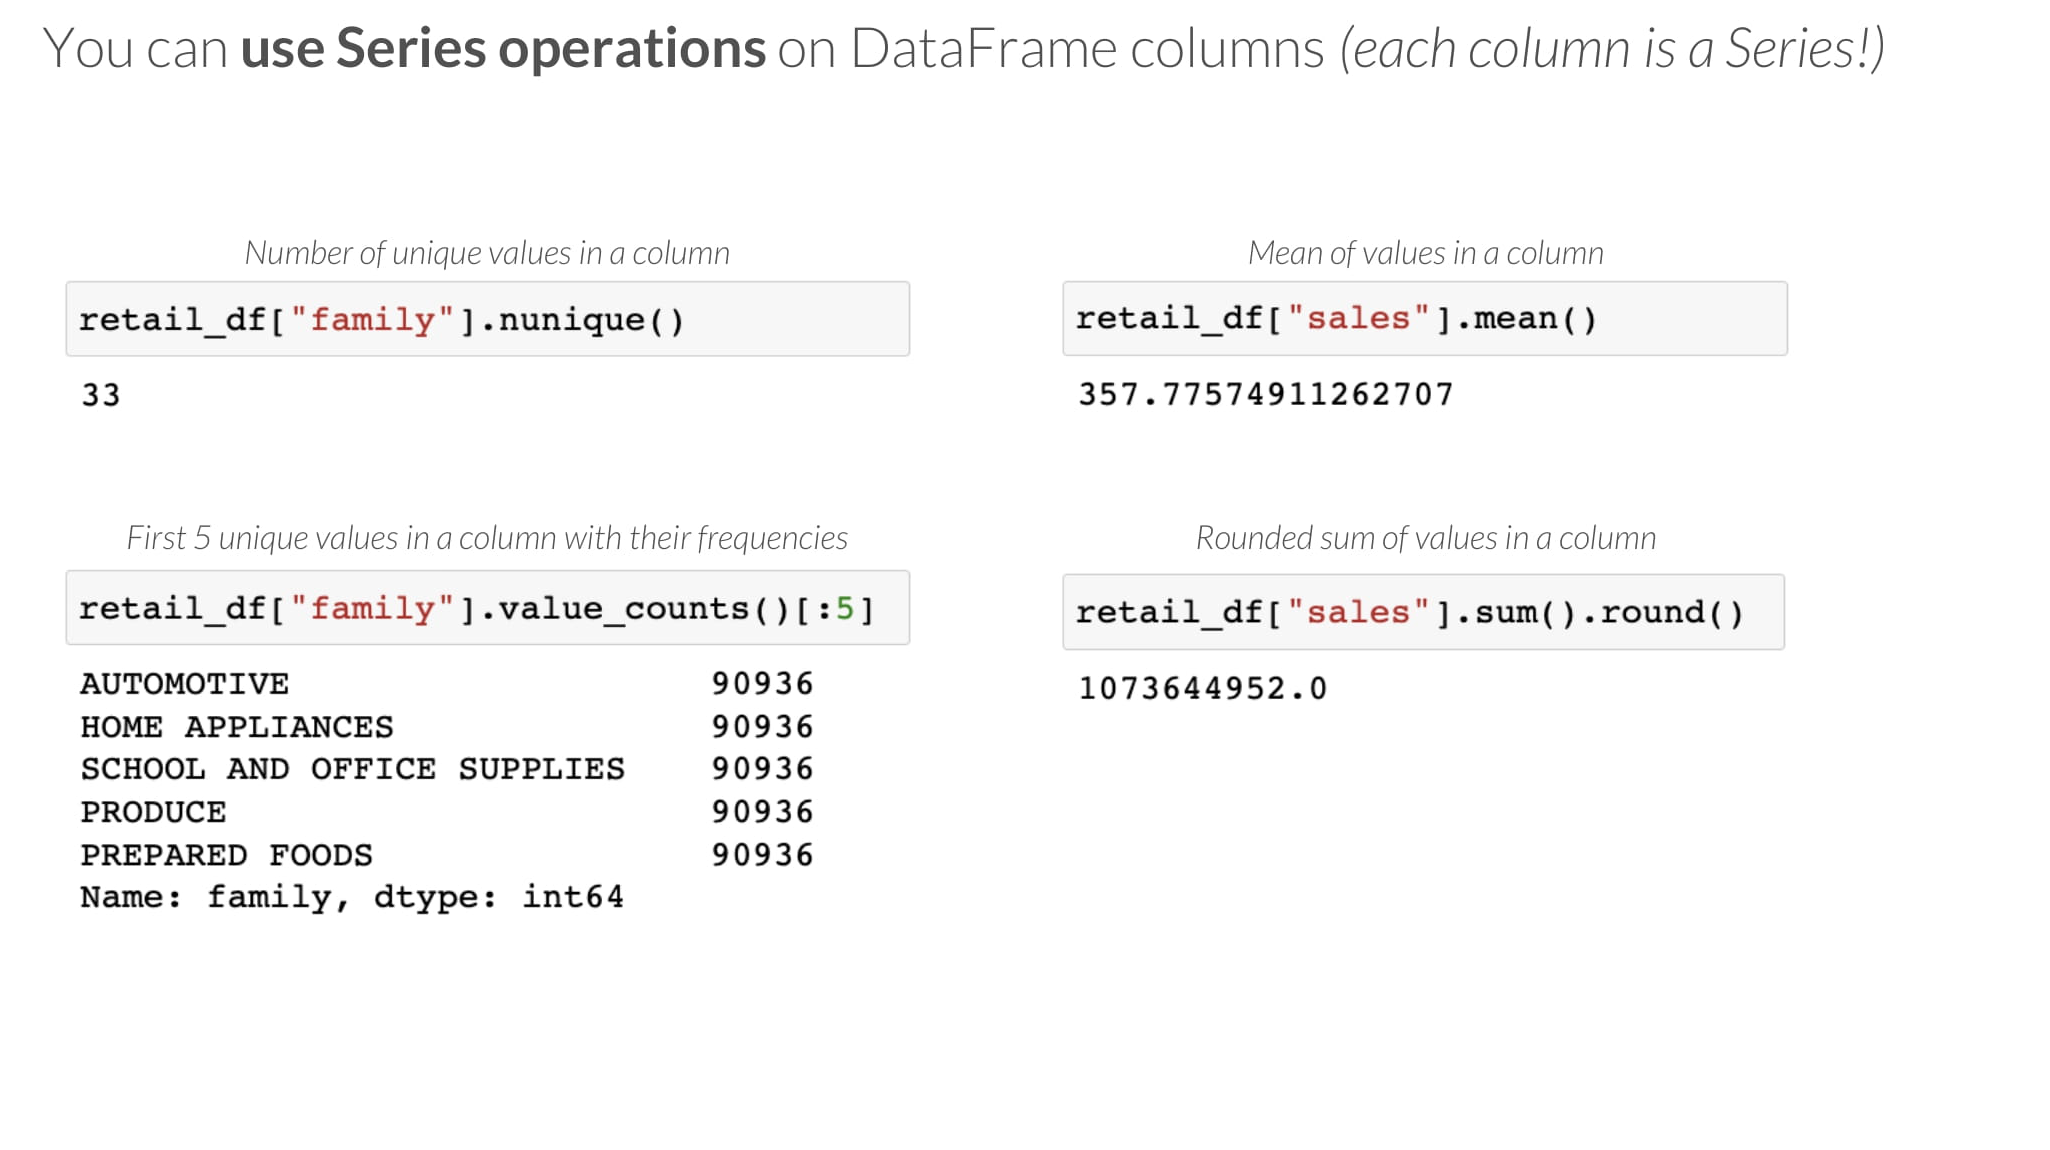 You can use Series operations on DataFrame columns (each column is a Series!)
Number of unique values in a column
retail_df["family"].nunique()
33
Mean of values in a column
retail_df["sales"].mean()
357.77574911262707
First 5 unique values in a column with their frequencies
retail_df["family"].value_counts()[:5]
AUTOMOTIVE 90936
HOME APPLIANCES 90936
SCHOOL AND OFFICE SUPPLIES 90936
PRODUCE 90936
PREPARED FOODS 90936
Name: family, dtype: int64
Rounded sum of values in a column
retail_df["sales"].sum().round()
1073644952.0